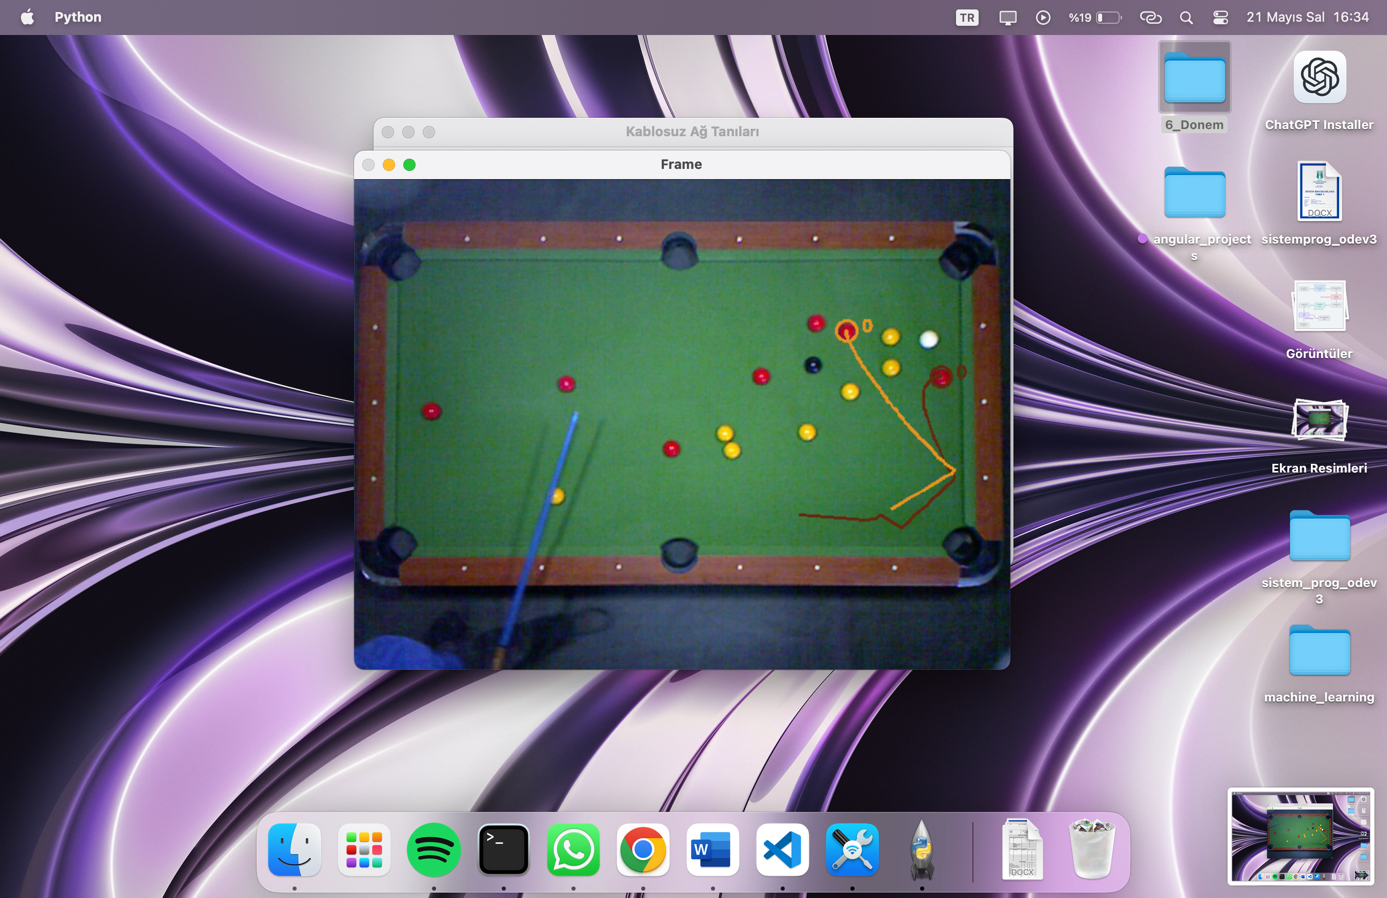 Python
TR
%19
21 Mayıs Sal 16:34
6_Donem
ChatGPT Installer
angular_project
s
DOCX
sistemprog_odev3
Kablosuz Ağ Tanıları
Frame
0
0
Görüntüler
Ekran Resimleri
sistem_prog_odev
3
machine_learning
>_
W
DOCX